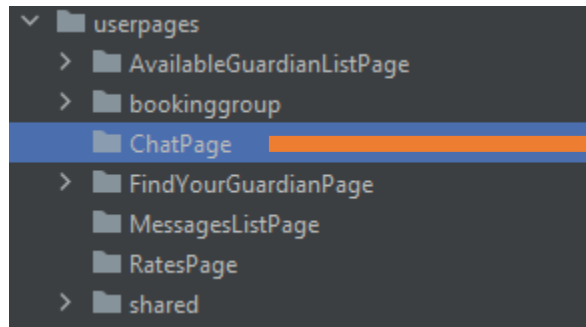 userpages
AvailableGuardianListPage
bookinggroup
ChatPage
FindYourGuardianPage
MessagesListPage
RatesPage
shared